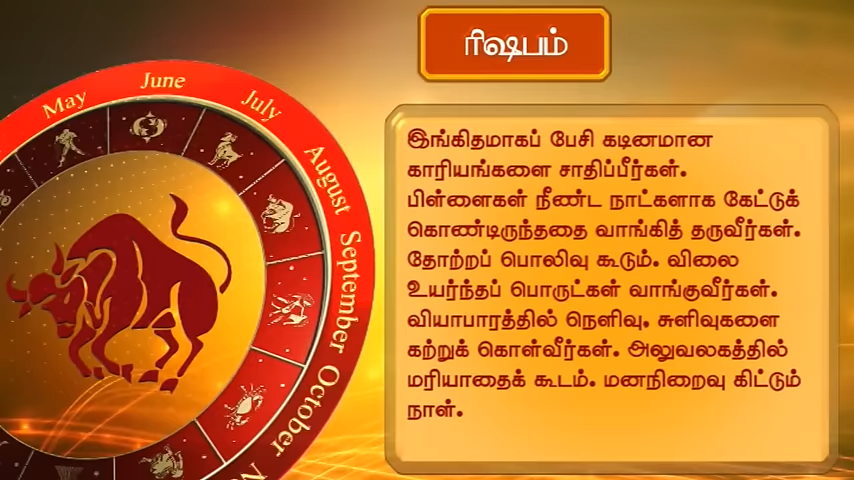 ரிஷபம்
May
June
July
August
September
October
இங்கிதமாகப் பேசி கடினமான
காரியங்களை சாதிப்பீர்கள்.
பிள்ளைகள் நீண்ட நாட்களாக கேட்டுக்
கொண்டிருந்ததை வாங்கித் தருவீர்கள்.
தோற்றப் பொலிவு கூடும். விலை
உயர்ந்தப் பொருட்கள் வாங்குவீர்கள்.
வியாபாரத்தில் நெளிவு, சுளிவுகளை
கற்றுக் கொள்வீர்கள். அலுவலகத்தில்
மரியாதைக் கூடம். மனநிறைவு கிட்டும்
நாள்.